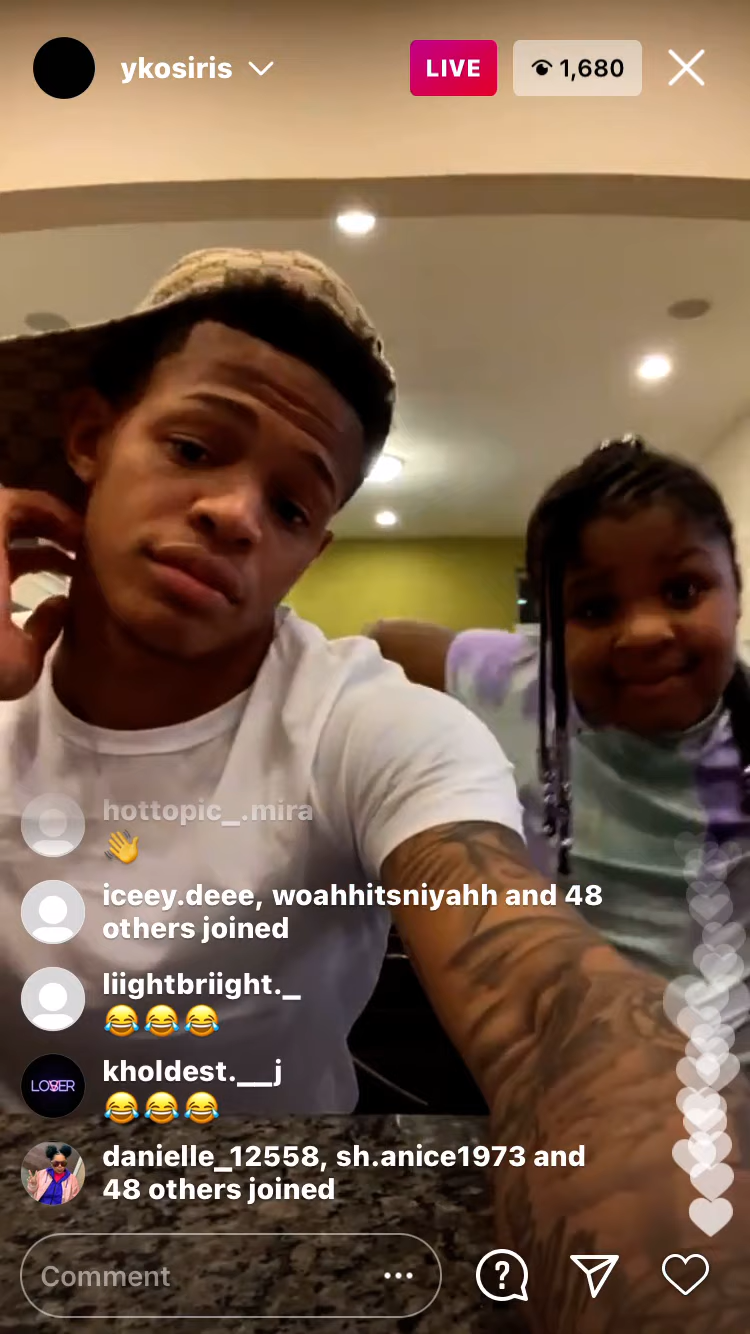 ykosiris
LIVE
1,680
hottopic_.mira
👋
iceey.deee, woahhitsniyahh and 48
others joined
liightbriight._
😂😂😂
LOSER
kholdest.__j
😂😂😂
danielle_12558, sh.anice1973 and
48 others joined
Comment